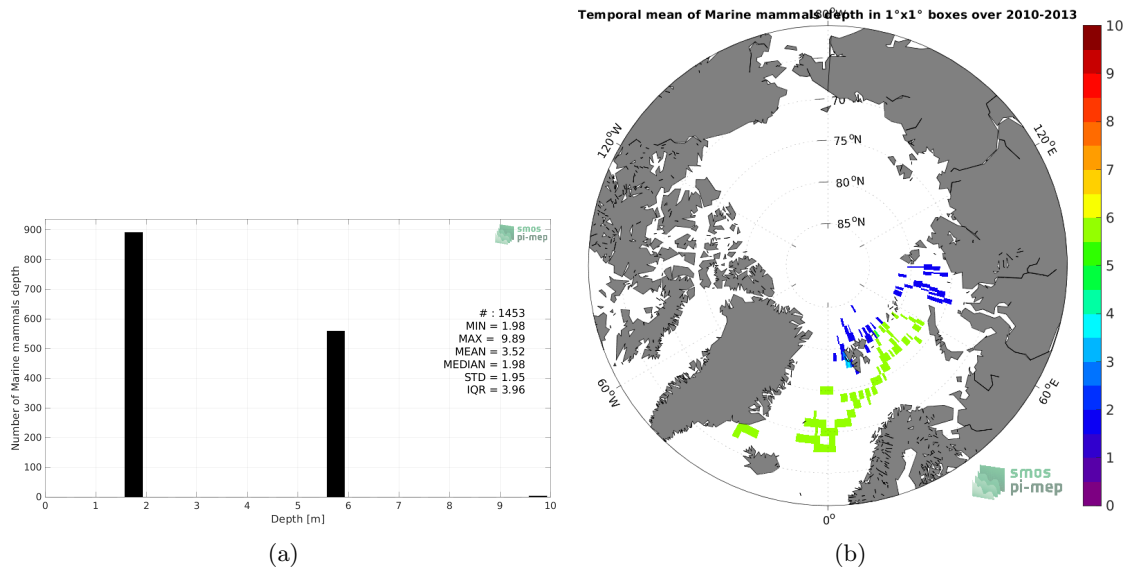 Temporal mean of Marine mammals depth in 1°x1° boxes over 2010-2013
180°W
120°W
120°E
60°W
60°E
0°
70°N
75°N
80°N
85°N
10
9
8
7
6
5
4
3
2
1
0
smos
pi-mep
Number of Marine mammals depth
900
800
700
600
500
400
300
200
100
0
0 1 2 3 4 5 6 7 8 9 10
Depth [m]
smos
pi-mep
# : 1453
MIN = 1.98
MAX = 9.89
MEAN = 3.52
MEDIAN = 1.98
STD = 1.95
IQR = 3.96
(a)
(b)